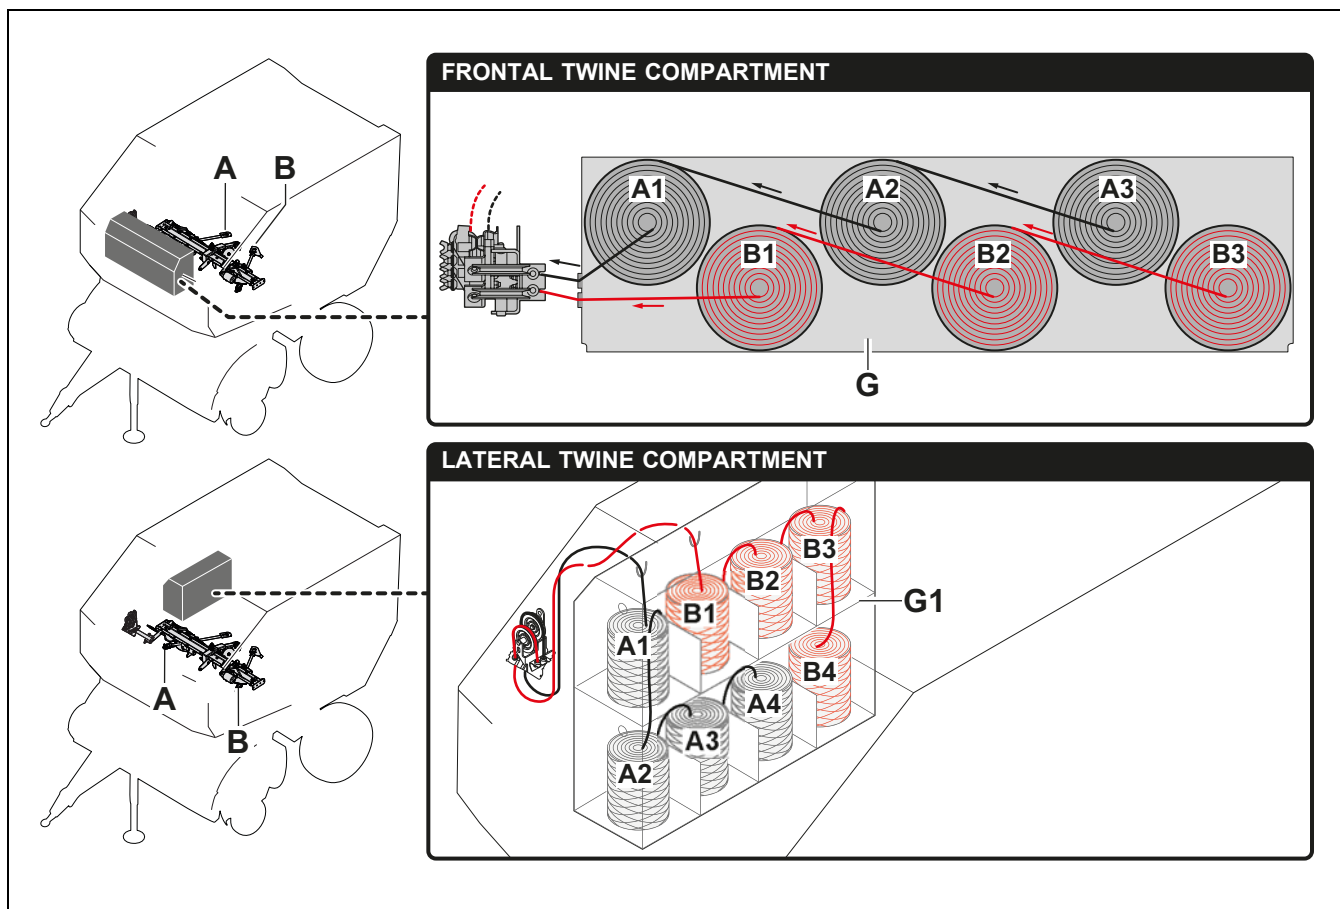 FRONTAL TWINE COMPARTMENT
A B
A1 A2 A3
B1 B2 B3
G
LATERAL TWINE COMPARTMENT
B3
B2
B1 G1
A1
B4
A4
A
A3
B
A2